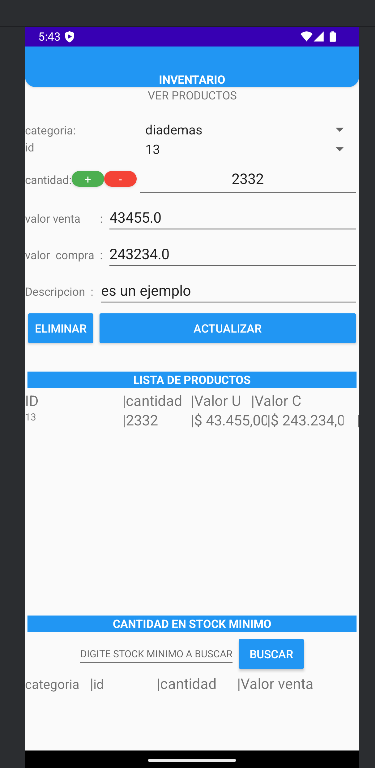 5:43
INVENTARIO
VER PRODUCTOS
categoria: diademas
id 13
cantidad: + - 2332
valor venta : 43455.0
valor compra : 243234.0
Descripcion : es un ejemplo
ELIMINAR ACTUALIZAR
LISTA DE PRODUCTOS
ID |cantidad |Valor U |Valor C
13 |2332 |$ 43.455,00 |$ 243.234,0 |
CANTIDAD EN STOCK MINIMO
DIGITE STOCK MINIMO A BUSCAR BUSCAR
categoria |id |cantidad |Valor venta